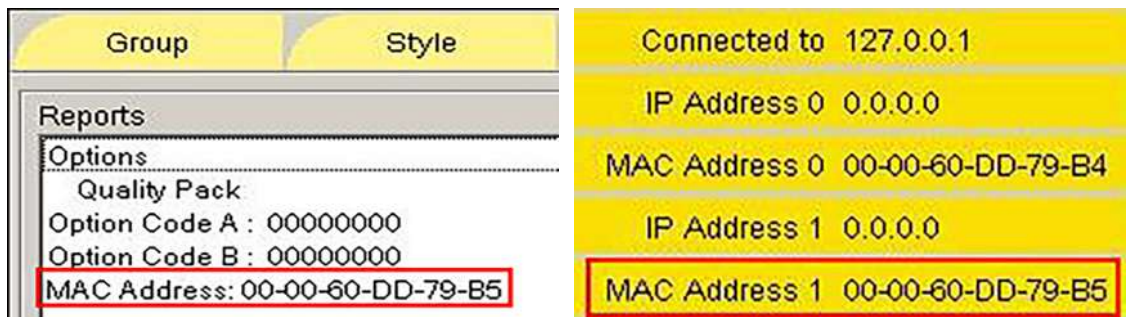 Group Style
Reports
Options
Quality Pack
Option Code A : 00000000
Option Code B : 00000000
MAC Address: 00-00-60-DD-79-B5
Connected to 127.0.0.1
IP Address 0 0.0.0.0
MAC Address 0 00-00-60-DD-79-B4
IP Address 1 0.0.0.0
MAC Address 1 00-00-60-DD-79-B5